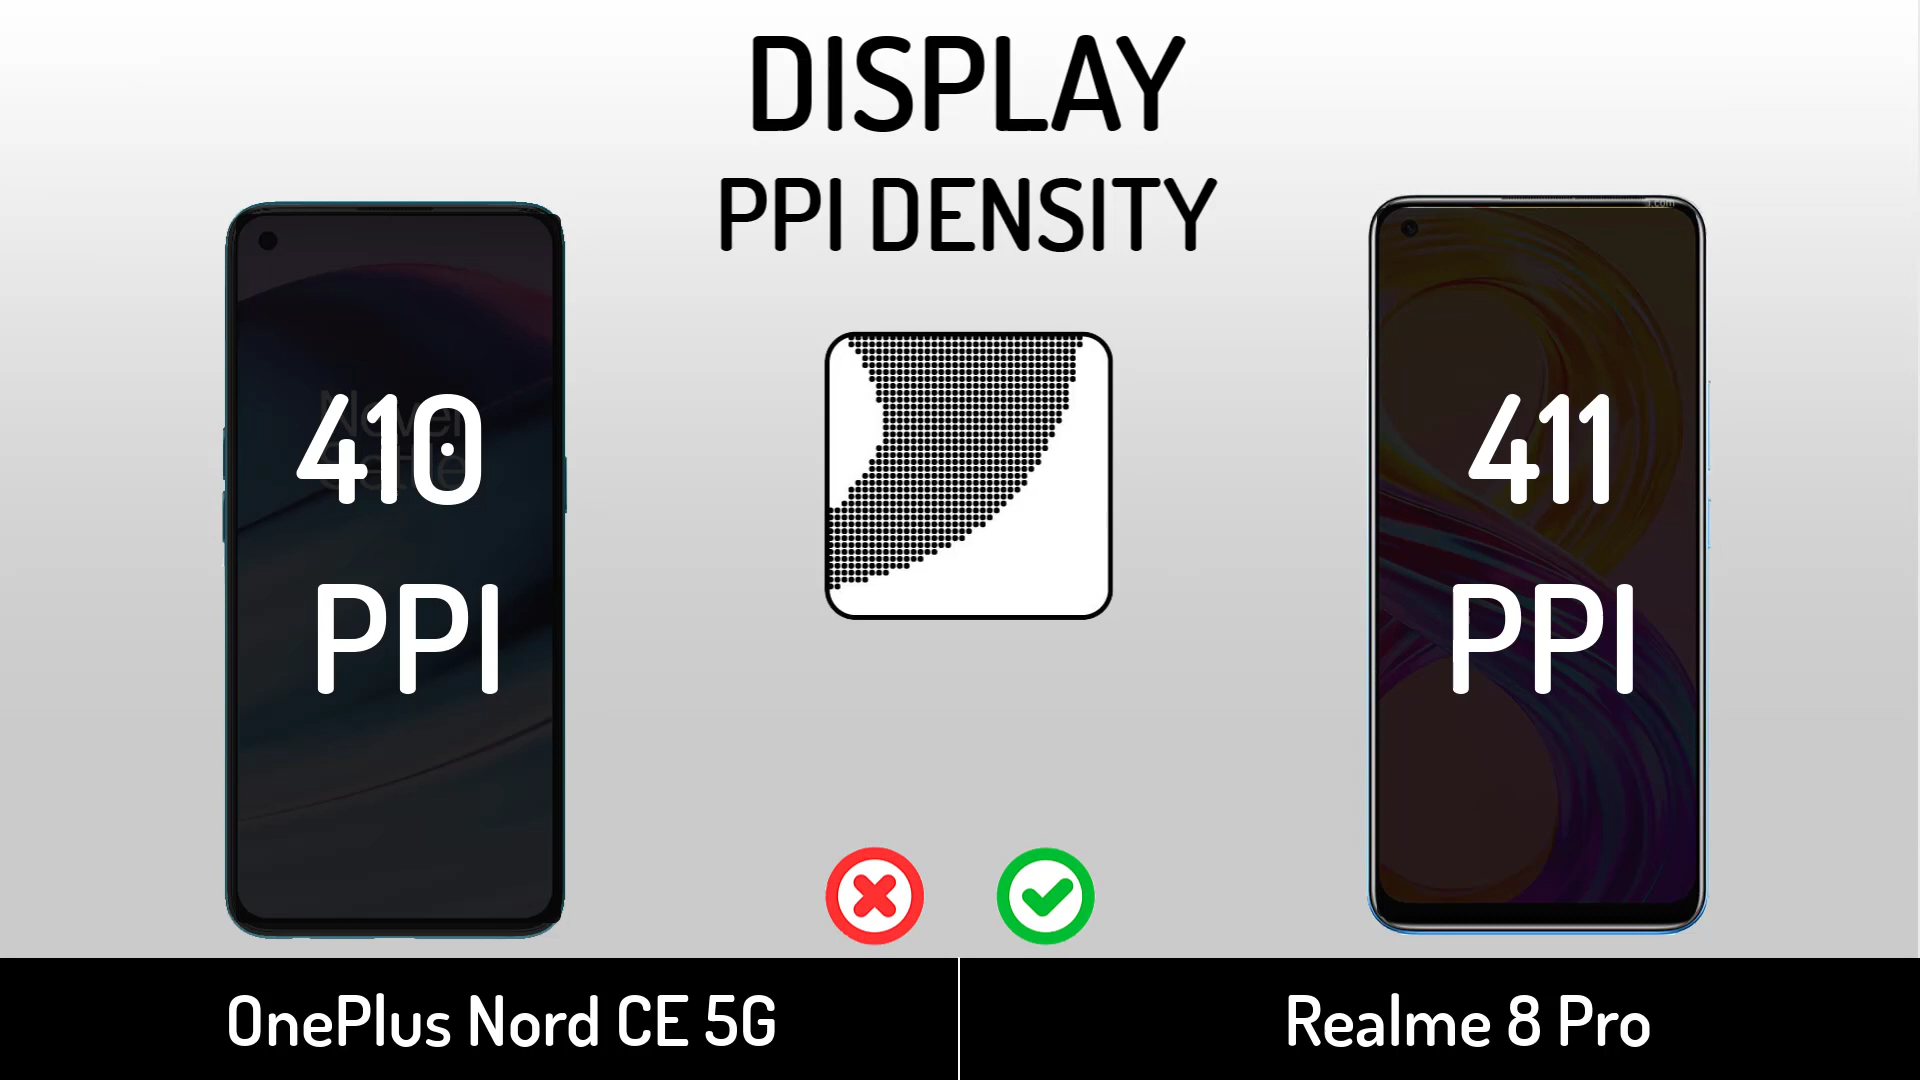 DISPLAY
PPI DENSITY
410
PPI
411
PPI
OnePlus Nord CE 5G
Realme 8 Pro